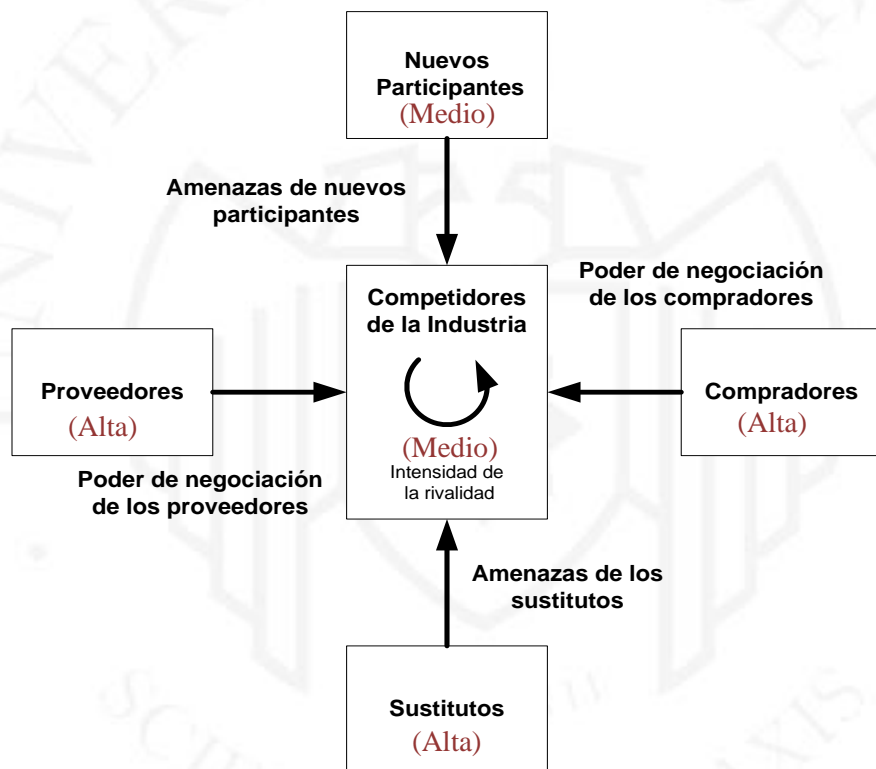 Nuevos
Participantes
(Medio)
Amenazas de nuevos
participantes
Poder de negociación
de los compradores
Competidores
de la Industria
Proveedores
(Alta)
Compradores
(Alta)
(Medio)
Intensidad de
la rivalidad
Poder de negociación
de los proveedores
Amenazas de los
sustitutos
Sustitutos
(Alta)